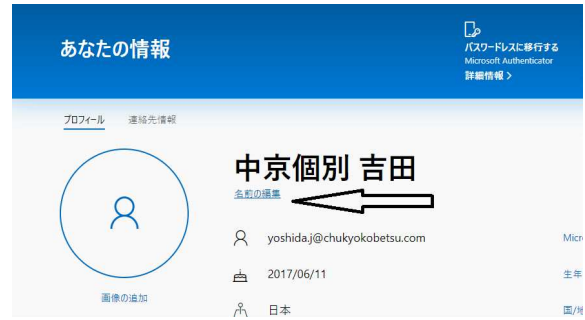 あなたの情報
パスワードレスに移行する
Microsoft Authenticator
詳細情報 >
プロフィール 連絡先情報
中京個別 吉田
名前の編集
yoshida.j@chukyokobetsu.com
2017/06/11
生年
画像の追加
日本